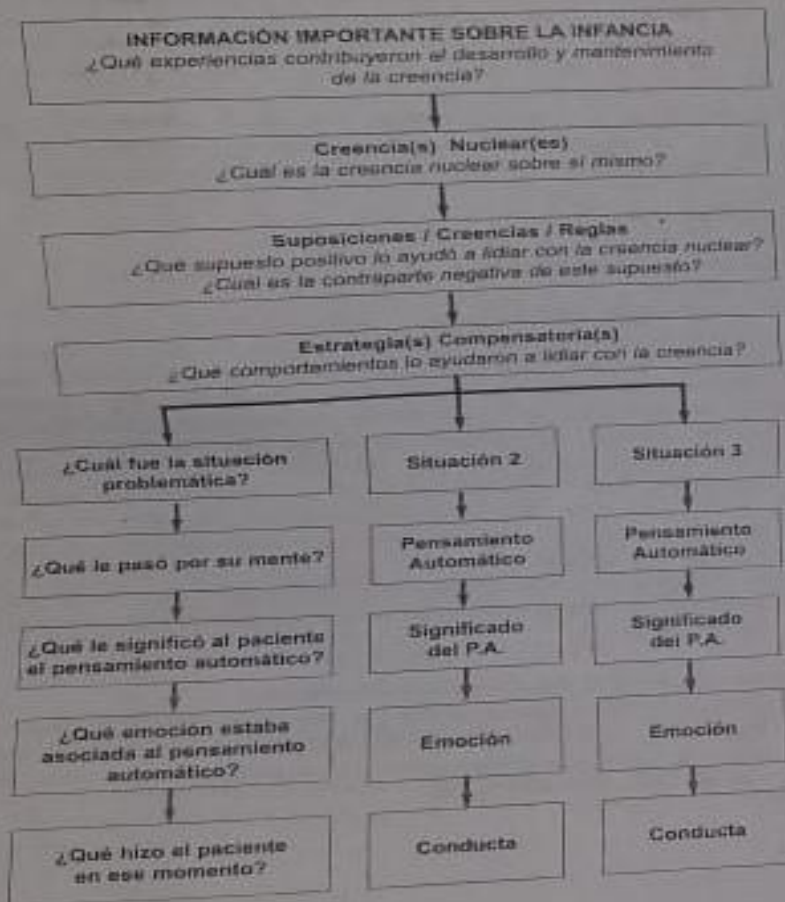 INFORMACIÓN IMPORTANTE SOBRE LA INFANCIA
¿Qué experiencias contribuyeron al desarrollo y mantenimiento
de la creencia?
Creencia(s) Nuclear(es)
¿Cuál es la creencia nuclear sobre sí mismo?
Suposiciones / Creencias / Reglas
¿Qué supuesto positivo lo ayudó a lidiar con la creencia nuclear?
¿Cuál es la contraparte negativa de este supuesto?
Estrategia(s) Compensatoria(s)
¿Qué comportamientos lo ayudaron a lidiar con la creencia?
¿Cuál fue la situación
problemática?
¿Qué le pasó por su mente?
¿Qué le significó al paciente
el pensamiento automático?
¿Qué emoción estaba
asociada al pensamiento
automático?
¿Qué hizo el paciente
en ese momento?
Situación 2
Pensamiento
Automático
Significado
del P.A.
Emoción
Conducta
Situación 3
Pensamiento
Automático
Significado
del P.A.
Emoción
Conducta